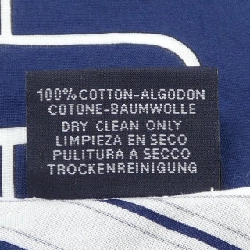 100% COTTON-ALGODON
COTONE-BAUMWOLLE
DRY CLEAN ONLY
LIMPIEZA EN SECO
PULITURA A SECCO
TROCKENREINIGUNG